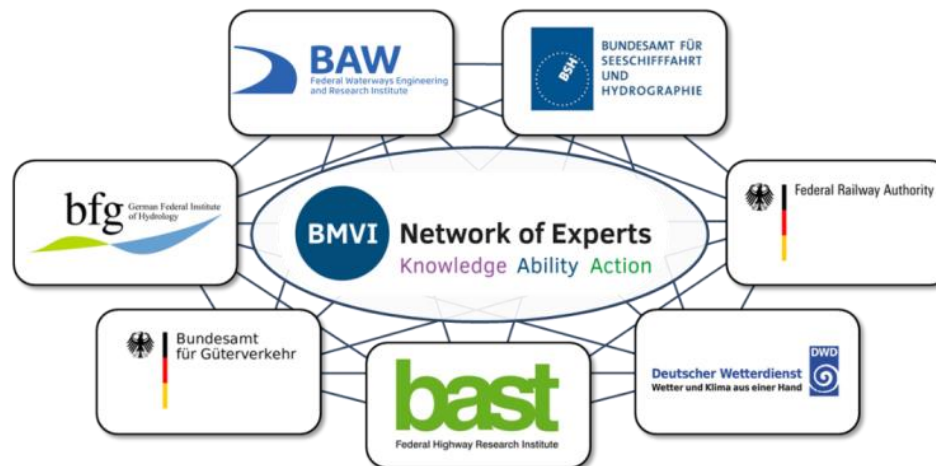 BAW
Federal Waterways Engineering
and Research Institute
BSH
BUNDESAMT FÜR
SEESCHIFFFAHRT
UND
HYDROGRAPHIE
bfg
German Federal Institute
of Hydrology
BMVI
Network of Experts
Knowledge Ability Action
Federal Railway Authority
Bundesamt
für Güterverkehr
bast
Federal Highway Research Institute
Deutscher Wetterdienst
Wetter und Klima aus einer Hand
DWD